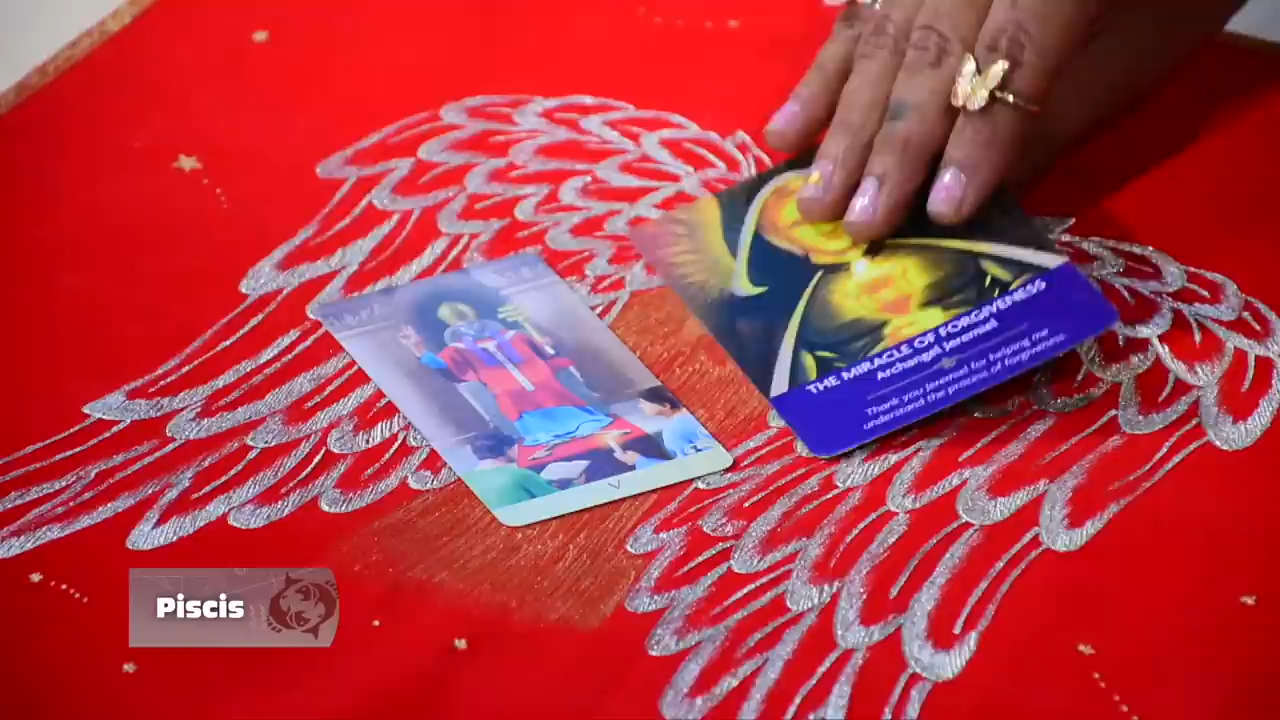 THE MIRACLE OF FORGIVENESS
Archangel Jeremiel
Thank you Jeremiel for helping me
understand the process of forgiveness.
V
Piscis